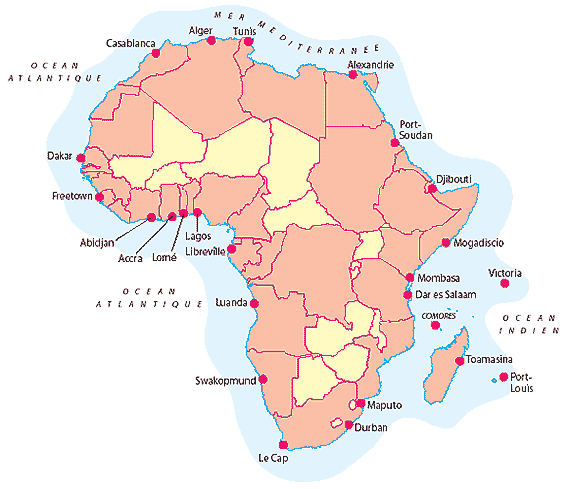 MER MEDITERRANEE
Alger
Tunis
Casablanca
OCEAN
ATLANTIQUE
Alexandrie
Port-
Soudan
Dakar
Djibouti
Freetown
Abidjan
Accra
Lomé
Lagos
Libreville
Mogadiscio
Victoria
Mombasa
Dar es Salaam
OCEAN
ATLANTIQUE
Luanda
COMORES
OCEAN
INDIEN
Toamasina
Swakopmund
Port-
Louis
Maputo
Durban
Le Cap